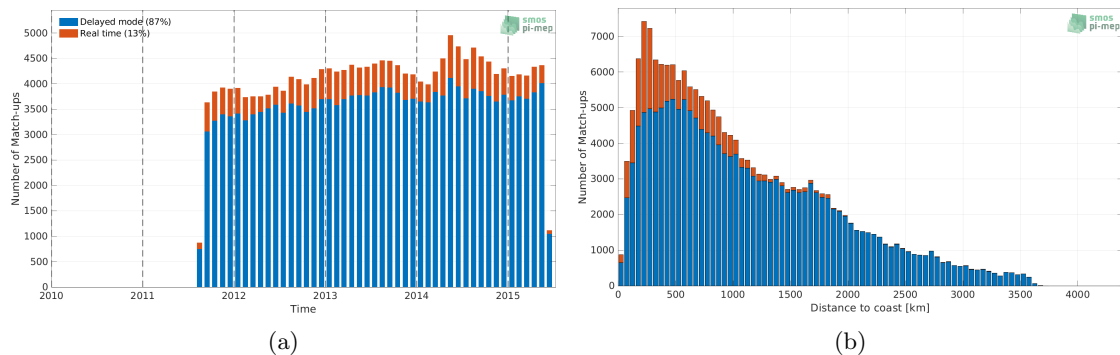 Delayed mode (87%)
Real time (13%)
smos
pi-mep
5000
4500
4000
3500
3000
2500
2000
1500
1000
500
0
Number of Match-ups
2010 2011 2012 2013 2014 2015
Time
(a)
smos
pi-mep
7000
6000
5000
4000
3000
2000
1000
0
Number of Match-ups
0 500 1000 1500 2000 2500 3000 3500 4000
Distance to coast [km]
(b)